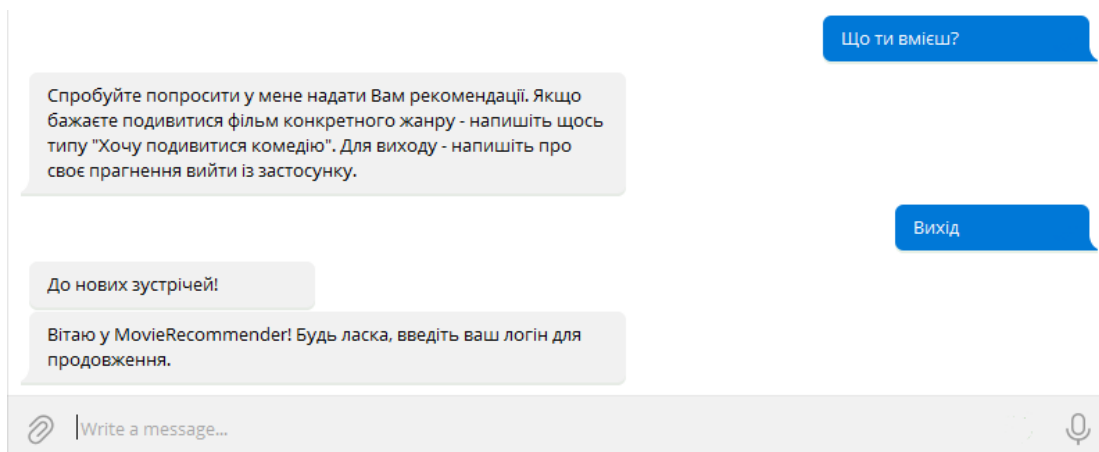 Що ти вмієш?
Спробуйте попросити у мене надати Вам рекомендації. Якщо
бажаєте подивитися фільм конкретного жанру - напишіть щось
типу "Хочу подивитися комедію". Для виходу - напишіть про
своє прагнення вийти із застосунку.
Вихід
До нових зустрічей!
Вітаю у MovieRecommender! Будь ласка, введіть ваш логін для
продовження.
Write a message...